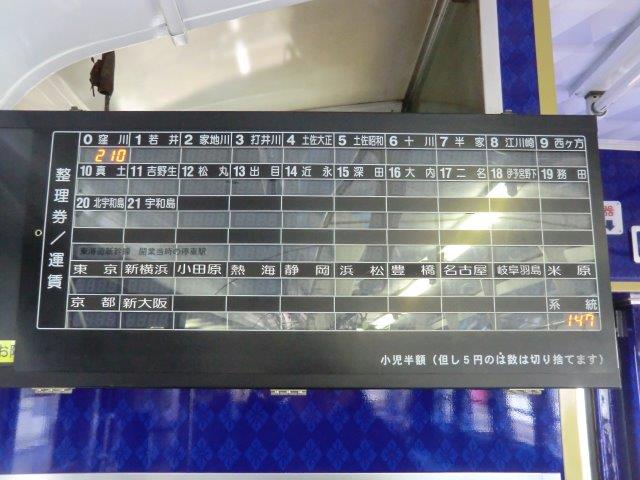 整理券/運賃
0 窪川 1 若井 2 家地川 3 打井川 4 土佐大正 5 土佐昭和 6 十川 7 半家 8 江川崎 9 西ヶ方
210
10 真土 11 吉野生 12 松丸 13 出目 14 近永 15 深田 16 大内 17 二名 18 伊予宮野下 19 務田
20 北宇和島 21 宇和島
東海道新幹線 開業当時の停車駅
東京 新横浜 小田原 熱海 静岡 浜松 豊橋 名古屋 岐阜羽島 米原
京都 新大阪 系統
147
小児半額(但し5円のは数は切り捨てます)